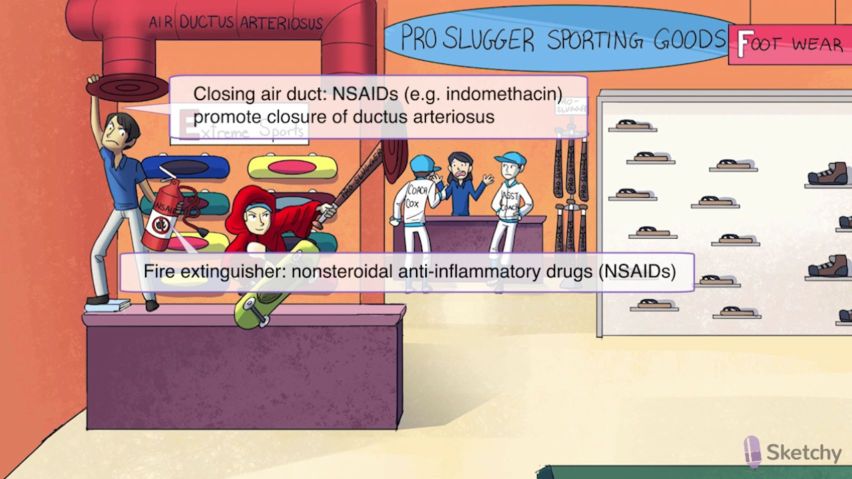 AIR DUCTUS ARTERIOSUS
PRO SLUGGER SPORTING GOODS
FOOT WEAR
Closing air duct: NSAIDs (e.g. indomethacin)
promote closure of ductus arteriosus
Extreme Sports
COACH
COX
ASST
COACH
Fire extinguisher: nonsteroidal anti-inflammatory drugs (NSAIDs)
Sketchy